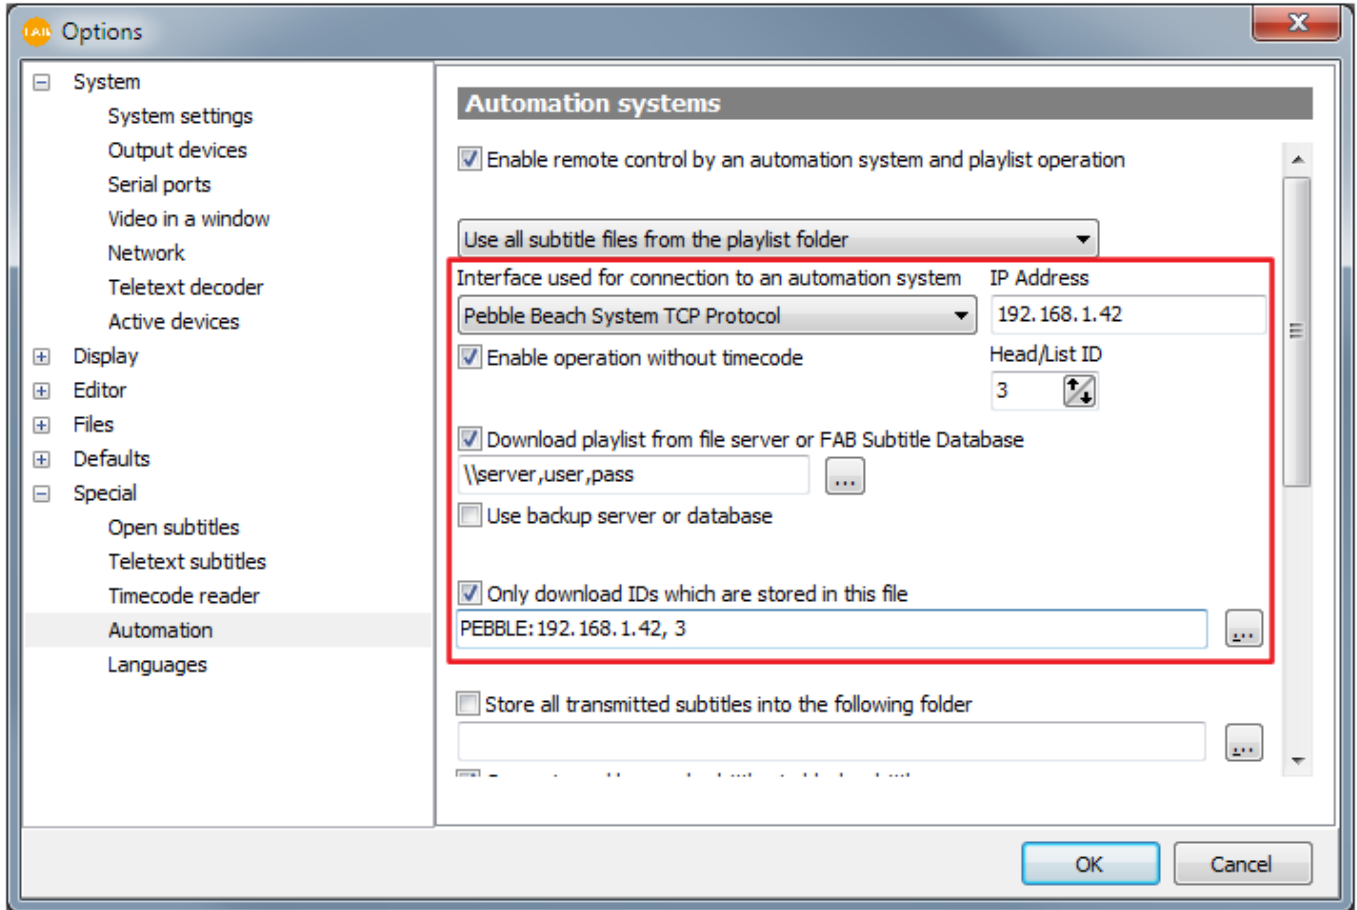 Options
System
System settings
Output devices
Serial ports
Video in a window
Network
Teletext decoder
Active devices
Display
Editor
Files
Defaults
Special
Open subtitles
Teletext subtitles
Timecode reader
Automation
Languages
Automation systems
Enable remote control by an automation system and playlist operation
Use all subtitle files from the playlist folder
Interface used for connection to an automation system IP Address
Pebble Beach System TCP Protocol 192.168.1.42
Enable operation without timecode Head/List ID
3
Download playlist from file server or FAB Subtitle Database
\\server,user,pass ...
Use backup server or database
Only download IDs which are stored in this file
PEBBLE:192.168.1.42, 3 ...
Store all transmitted subtitles into the following folder
...
OK Cancel